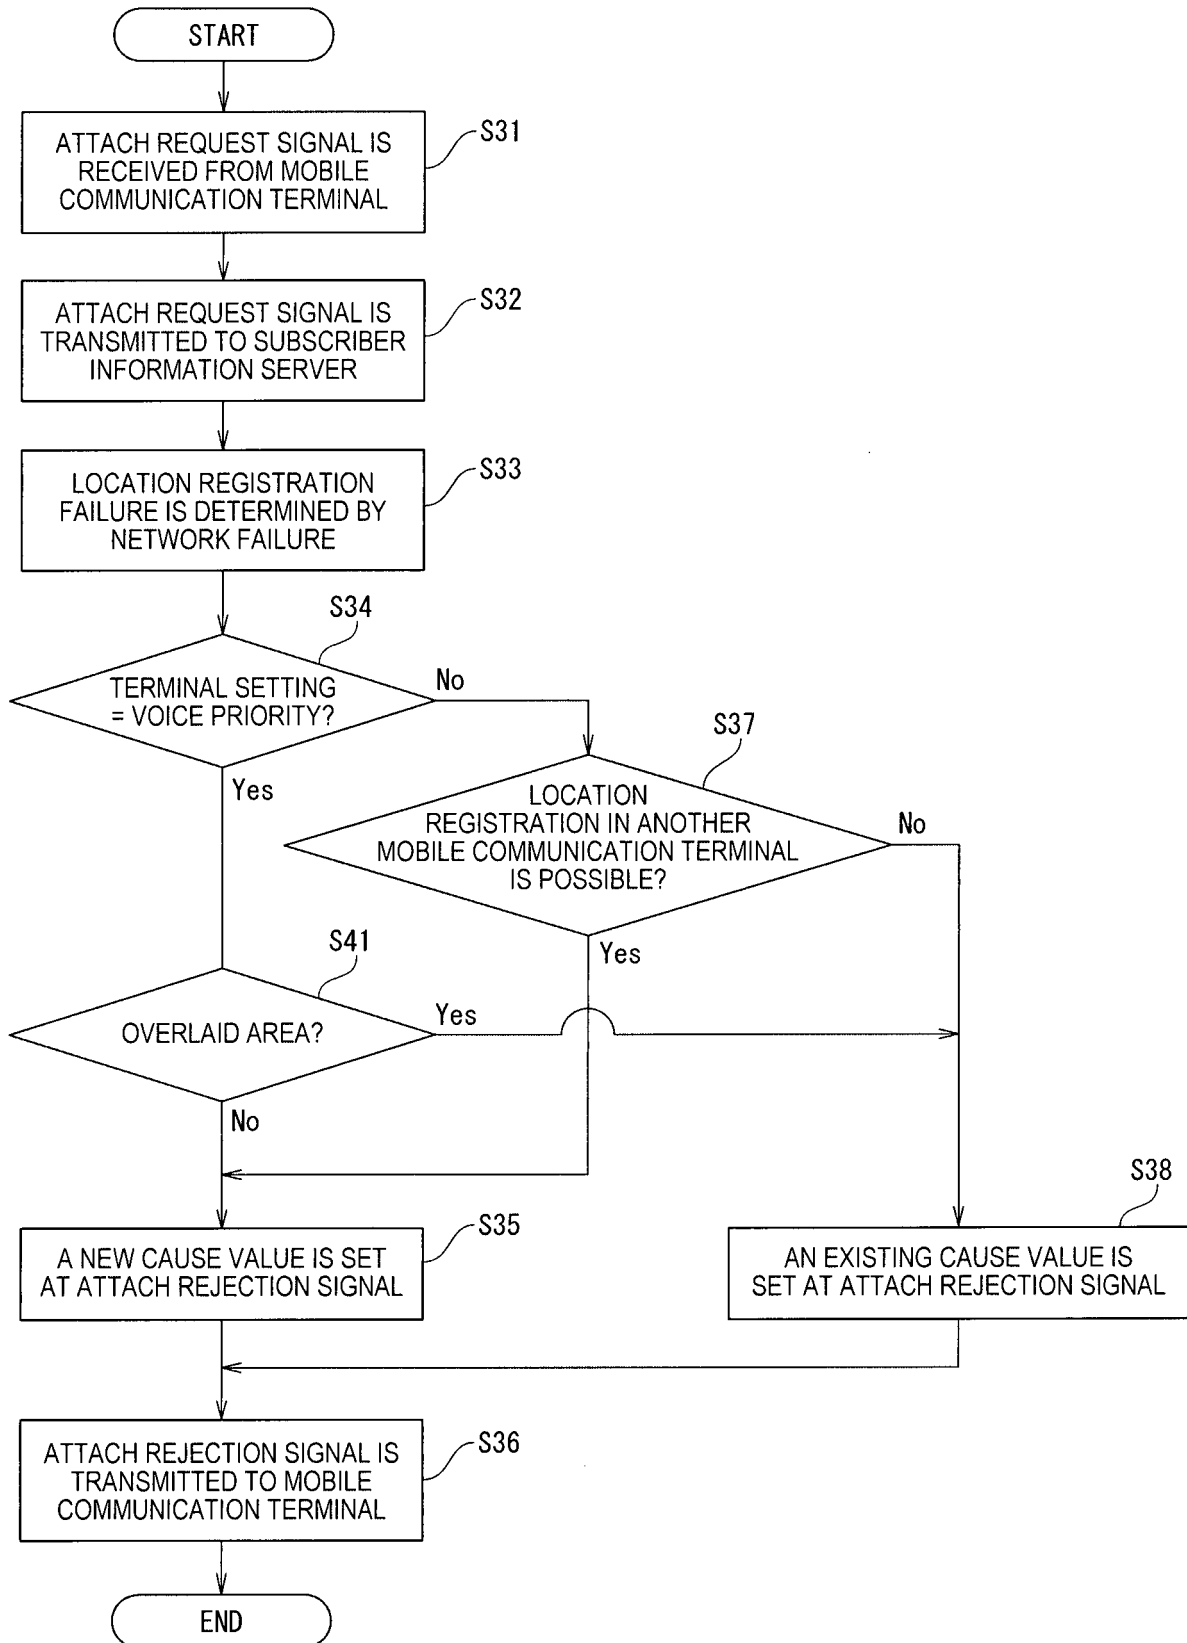 START
ATTACH REQUEST SIGNAL IS
RECEIVED FROM MOBILE
COMMUNICATION TERMINAL
S31
ATTACH REQUEST SIGNAL IS
TRANSMITTED TO SUBSCRIBER
INFORMATION SERVER
S32
LOCATION REGISTRATION
FAILURE IS DETERMINED BY
NETWORK FAILURE
S33
S34
TERMINAL SETTING
= VOICE PRIORITY?
No
Yes
S37
LOCATION
REGISTRATION IN ANOTHER
MOBILE COMMUNICATION TERMINAL
IS POSSIBLE?
No
Yes
S41
OVERLAID AREA?
Yes
No
S35
A NEW CAUSE VALUE IS SET
AT ATTACH REJECTION SIGNAL
S38
AN EXISTING CAUSE VALUE IS
SET AT ATTACH REJECTION SIGNAL
S36
ATTACH REJECTION SIGNAL IS
TRANSMITTED TO MOBILE
COMMUNICATION TERMINAL
END